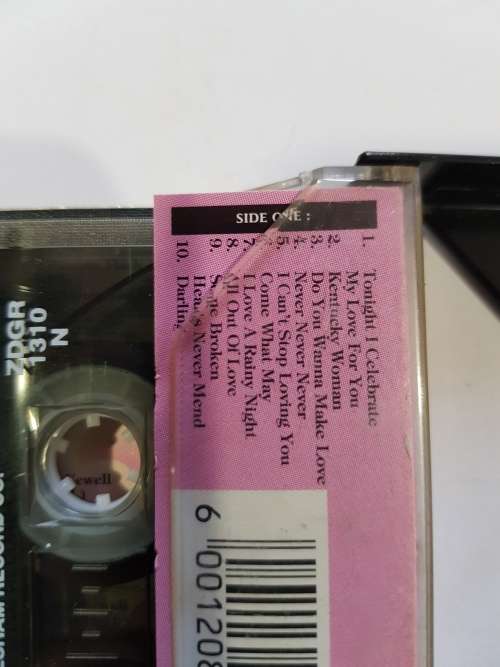 SIDE ONE :
1. Tonight I Celebrate
My Love For You
2. Kentucky Woman
3. Do You Wanna Make Love
4. Never Never Never
5. I Can't Stop Loving You
6. Come What May
7. I Love A Rainy Night
8. All Out Of Love
9. Some Broken
Hearts Never Mend
10. Darling
6 001208
ZDGR
1310
N
Newell